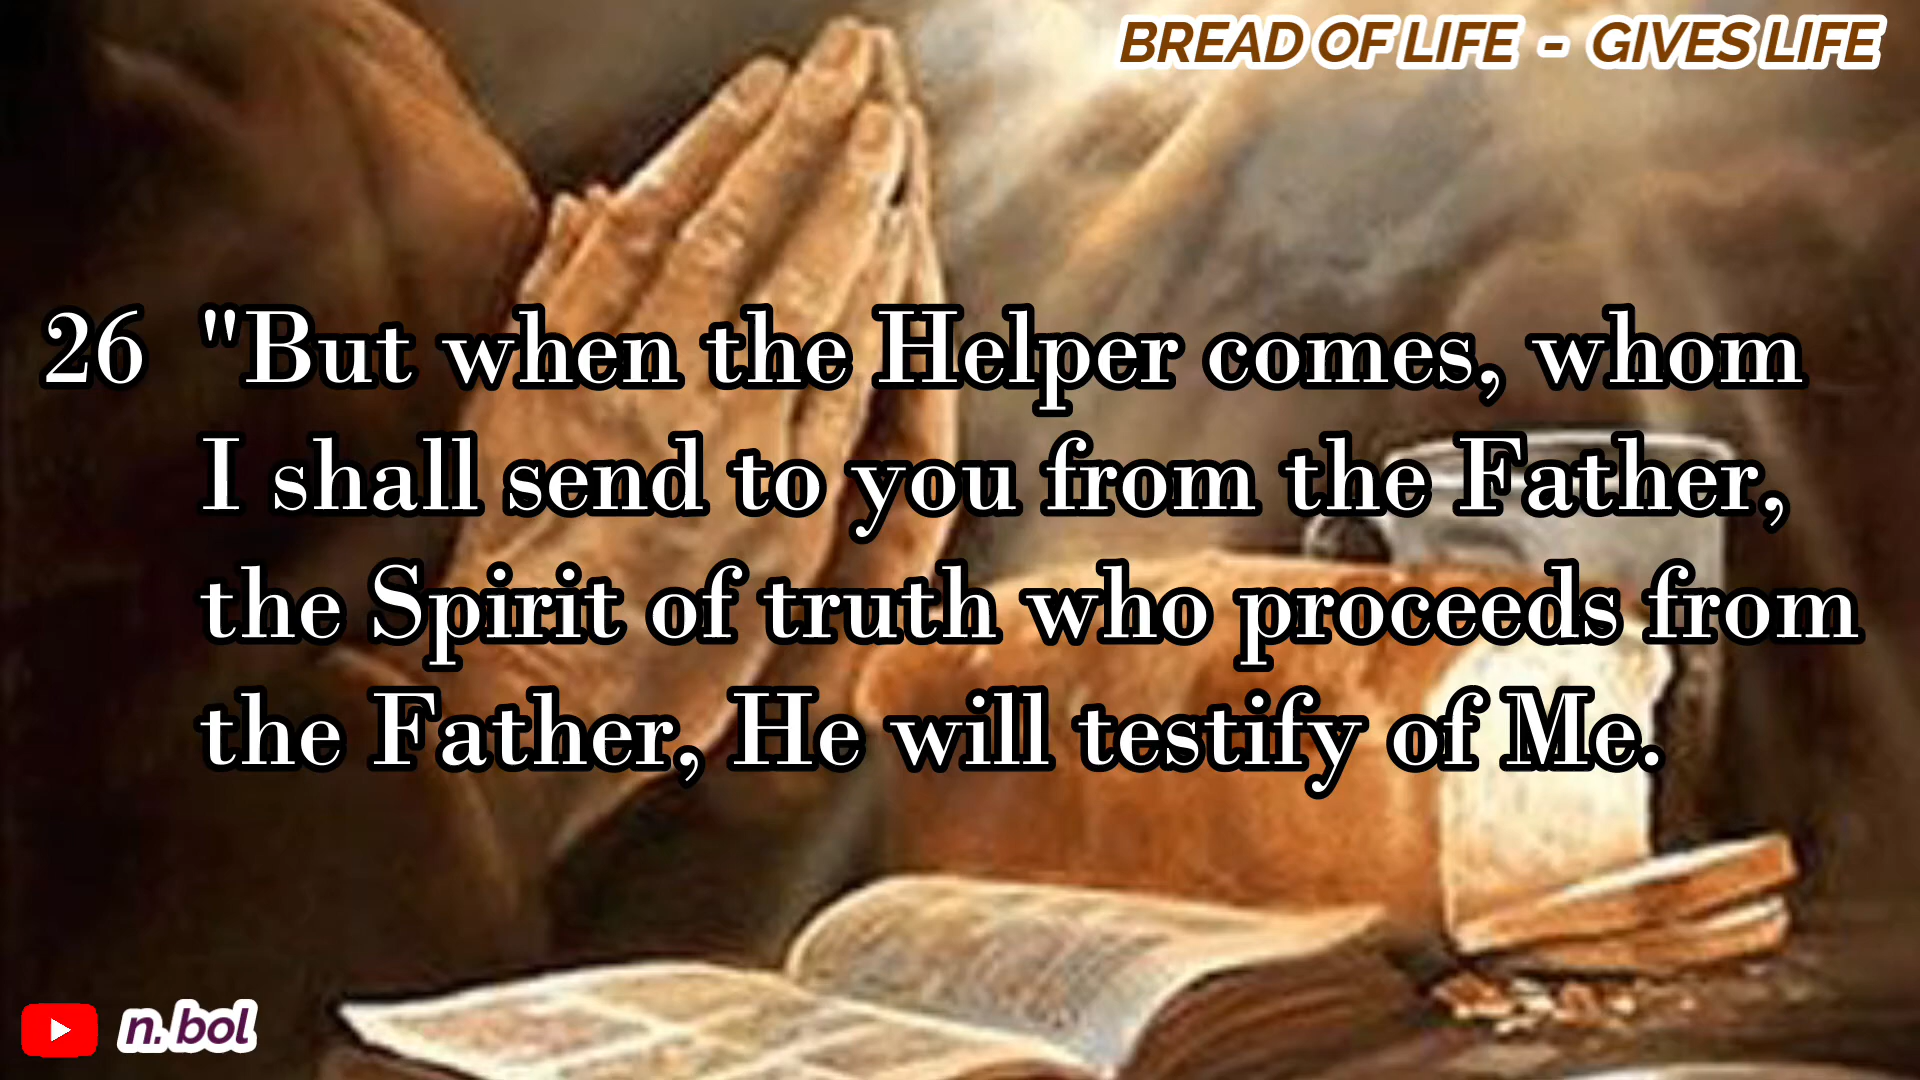 BREAD OF LIFE - GIVES LIFE
26 "But when the Helper comes, whom
I shall send to you from the Father,
the Spirit of truth who proceeds from
the Father, He will testify of Me.
n.bol